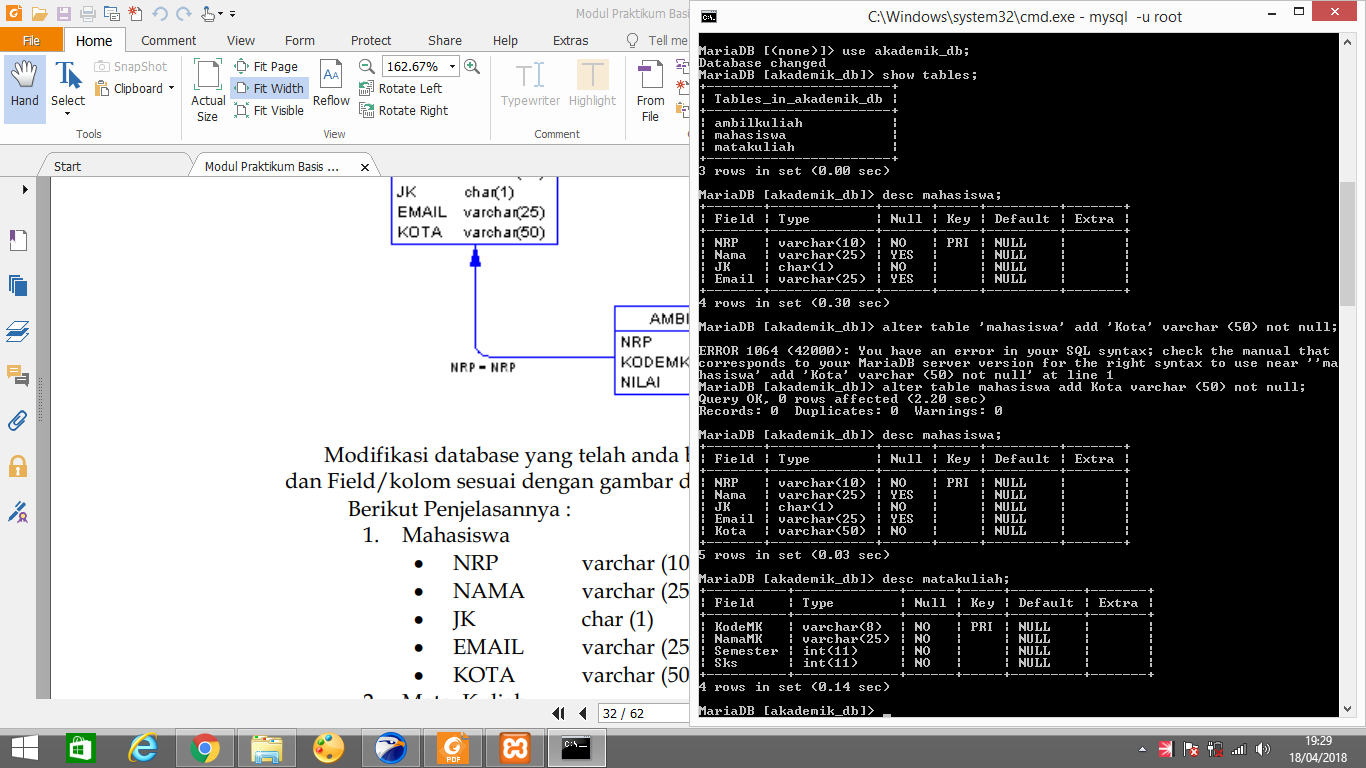 Modul Praktikum Basi
File
Home
Comment
View
Form
Protect
Share
Help
Extras
Tell me
Hand
Select
SnapShot
Clipboard
Actual
Size
Fit Page
Fit Width
Fit Visible
Reflow
162.67%
Rotate Left
Rotate Right
Typewriter
Highlight
From
File
Tools
View
Comment
Start
Modul Praktikum Basis ...
JK char(1)
EMAIL varchar(25)
KOTA varchar(50)
AMBI
NRP
KODEMK
NILAI
NRP = NRP
Modifikasi database yang telah anda b
dan Field/kolom sesuai dengan gambar d
Berikut Penjelasannya :
1. Mahasiswa
• NRP varchar (10
• NAMA varchar (25
• JK char (1)
• EMAIL varchar (25
• KOTA varchar (50
32 / 62
C:\Windows\system32\cmd.exe - mysql -u root
MariaDB [(none)]> use akademik_db;
Database changed
MariaDB [akademik_db]> show tables;
+-----------------------+
| Tables_in_akademik_db |
+-----------------------+
| ambilkuliah           |
| mahasiswa             |
| matakuliah            |
+-----------------------+
3 rows in set (0.00 sec)
MariaDB [akademik_db]> desc mahasiswa;
+-------+-------------+------+-----+---------+-------+
| Field | Type        | Null | Key | Default | Extra |
+-------+-------------+------+-----+---------+-------+
| NRP   | varchar(10) | NO   | PRI | NULL    |       |
| Nama  | varchar(25) | YES  |     | NULL    |       |
| JK    | char(1)     | NO   |     | NULL    |       |
| Email | varchar(25) | YES  |     | NULL    |       |
+-------+-------------+------+-----+---------+-------+
4 rows in set (0.30 sec)
MariaDB [akademik_db]> alter table 'mahasiswa' add 'Kota' varchar (50) not null;
ERROR 1064 (42000): You have an error in your SQL syntax; check the manual that
corresponds to your MariaDB server version for the right syntax to use near ''ma
hasiswa' add 'Kota' varchar (50) not null' at line 1
MariaDB [akademik_db]> alter table mahasiswa add Kota varchar (50) not null;
Query OK, 0 rows affected (2.20 sec)
Records: 0  Duplicates: 0  Warnings: 0
MariaDB [akademik_db]> desc mahasiswa;
+-------+-------------+------+-----+---------+-------+
| Field | Type        | Null | Key | Default | Extra |
+-------+-------------+------+-----+---------+-------+
| NRP   | varchar(10) | NO   | PRI | NULL    |       |
| Nama  | varchar(25) | YES  |     | NULL    |       |
| JK    | char(1)     | NO   |     | NULL    |       |
| Email | varchar(25) | YES  |     | NULL    |       |
| Kota  | varchar(50) | NO   |     | NULL    |       |
+-------+-------------+------+-----+---------+-------+
5 rows in set (0.03 sec)
MariaDB [akademik_db]> desc matakuliah;
+----------+-------------+------+-----+---------+-------+
| Field    | Type        | Null | Key | Default | Extra |
+----------+-------------+------+-----+---------+-------+
| KodeMK   | varchar(8)  | NO   | PRI | NULL    |       |
| NamaMK   | varchar(25) | NO   |     | NULL    |       |
| Semester | int(11)     | NO   |     | NULL    |       |
| Sks      | int(11)     | NO   |     | NULL    |       |
+----------+-------------+------+-----+---------+-------+
4 rows in set (0.14 sec)
MariaDB [akademik_db]> _
PDF
C:\
19:29
18/04/2018